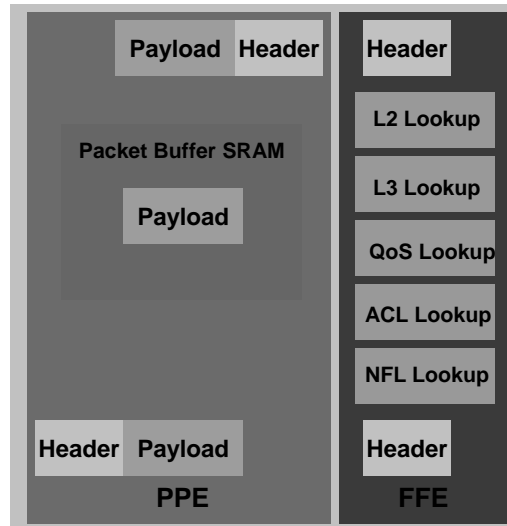 Payload Header
Packet Buffer SRAM
Payload
Header Payload
PPE
Header
L2 Lookup
L3 Lookup
QoS Lookup
ACL Lookup
NFL Lookup
Header
FFE